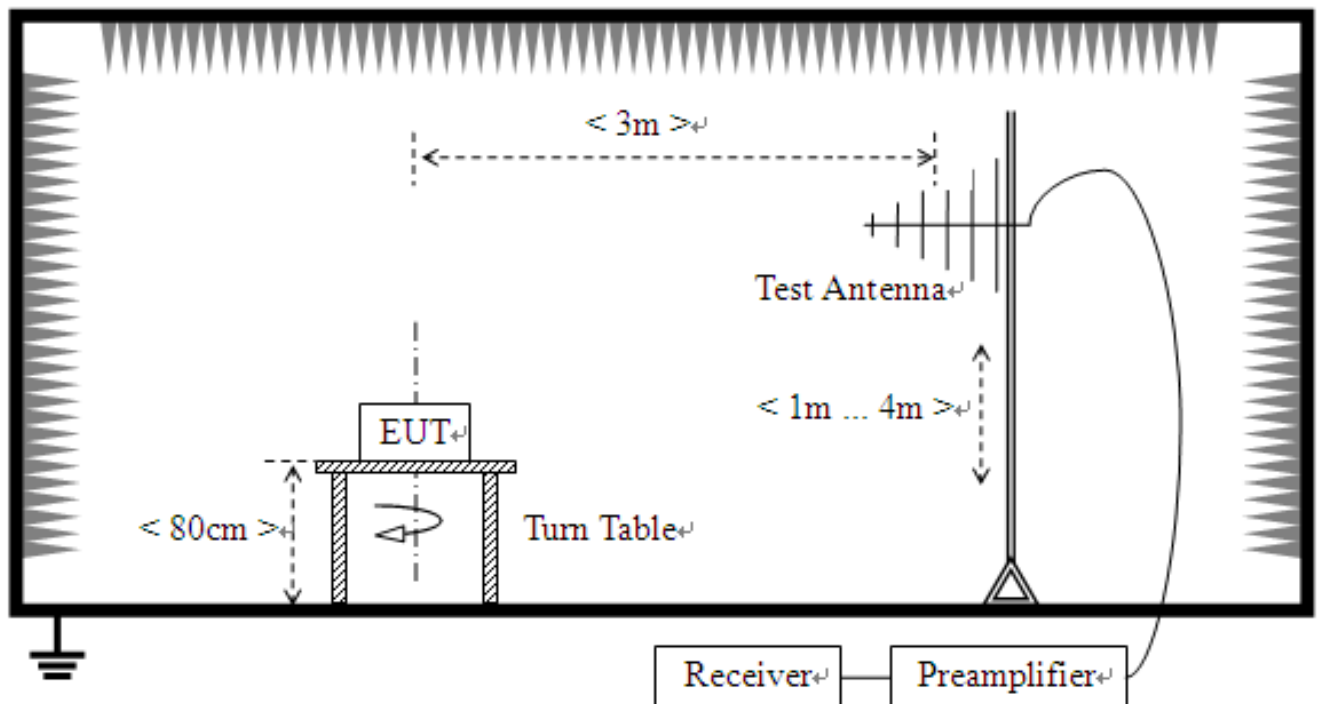 < 3m >↵
Test Antenna↵
< 1m ... 4m >↵
EUT↵
< 80cm >↵
Turn Table↵
Receiver↵
Preamplifier↵